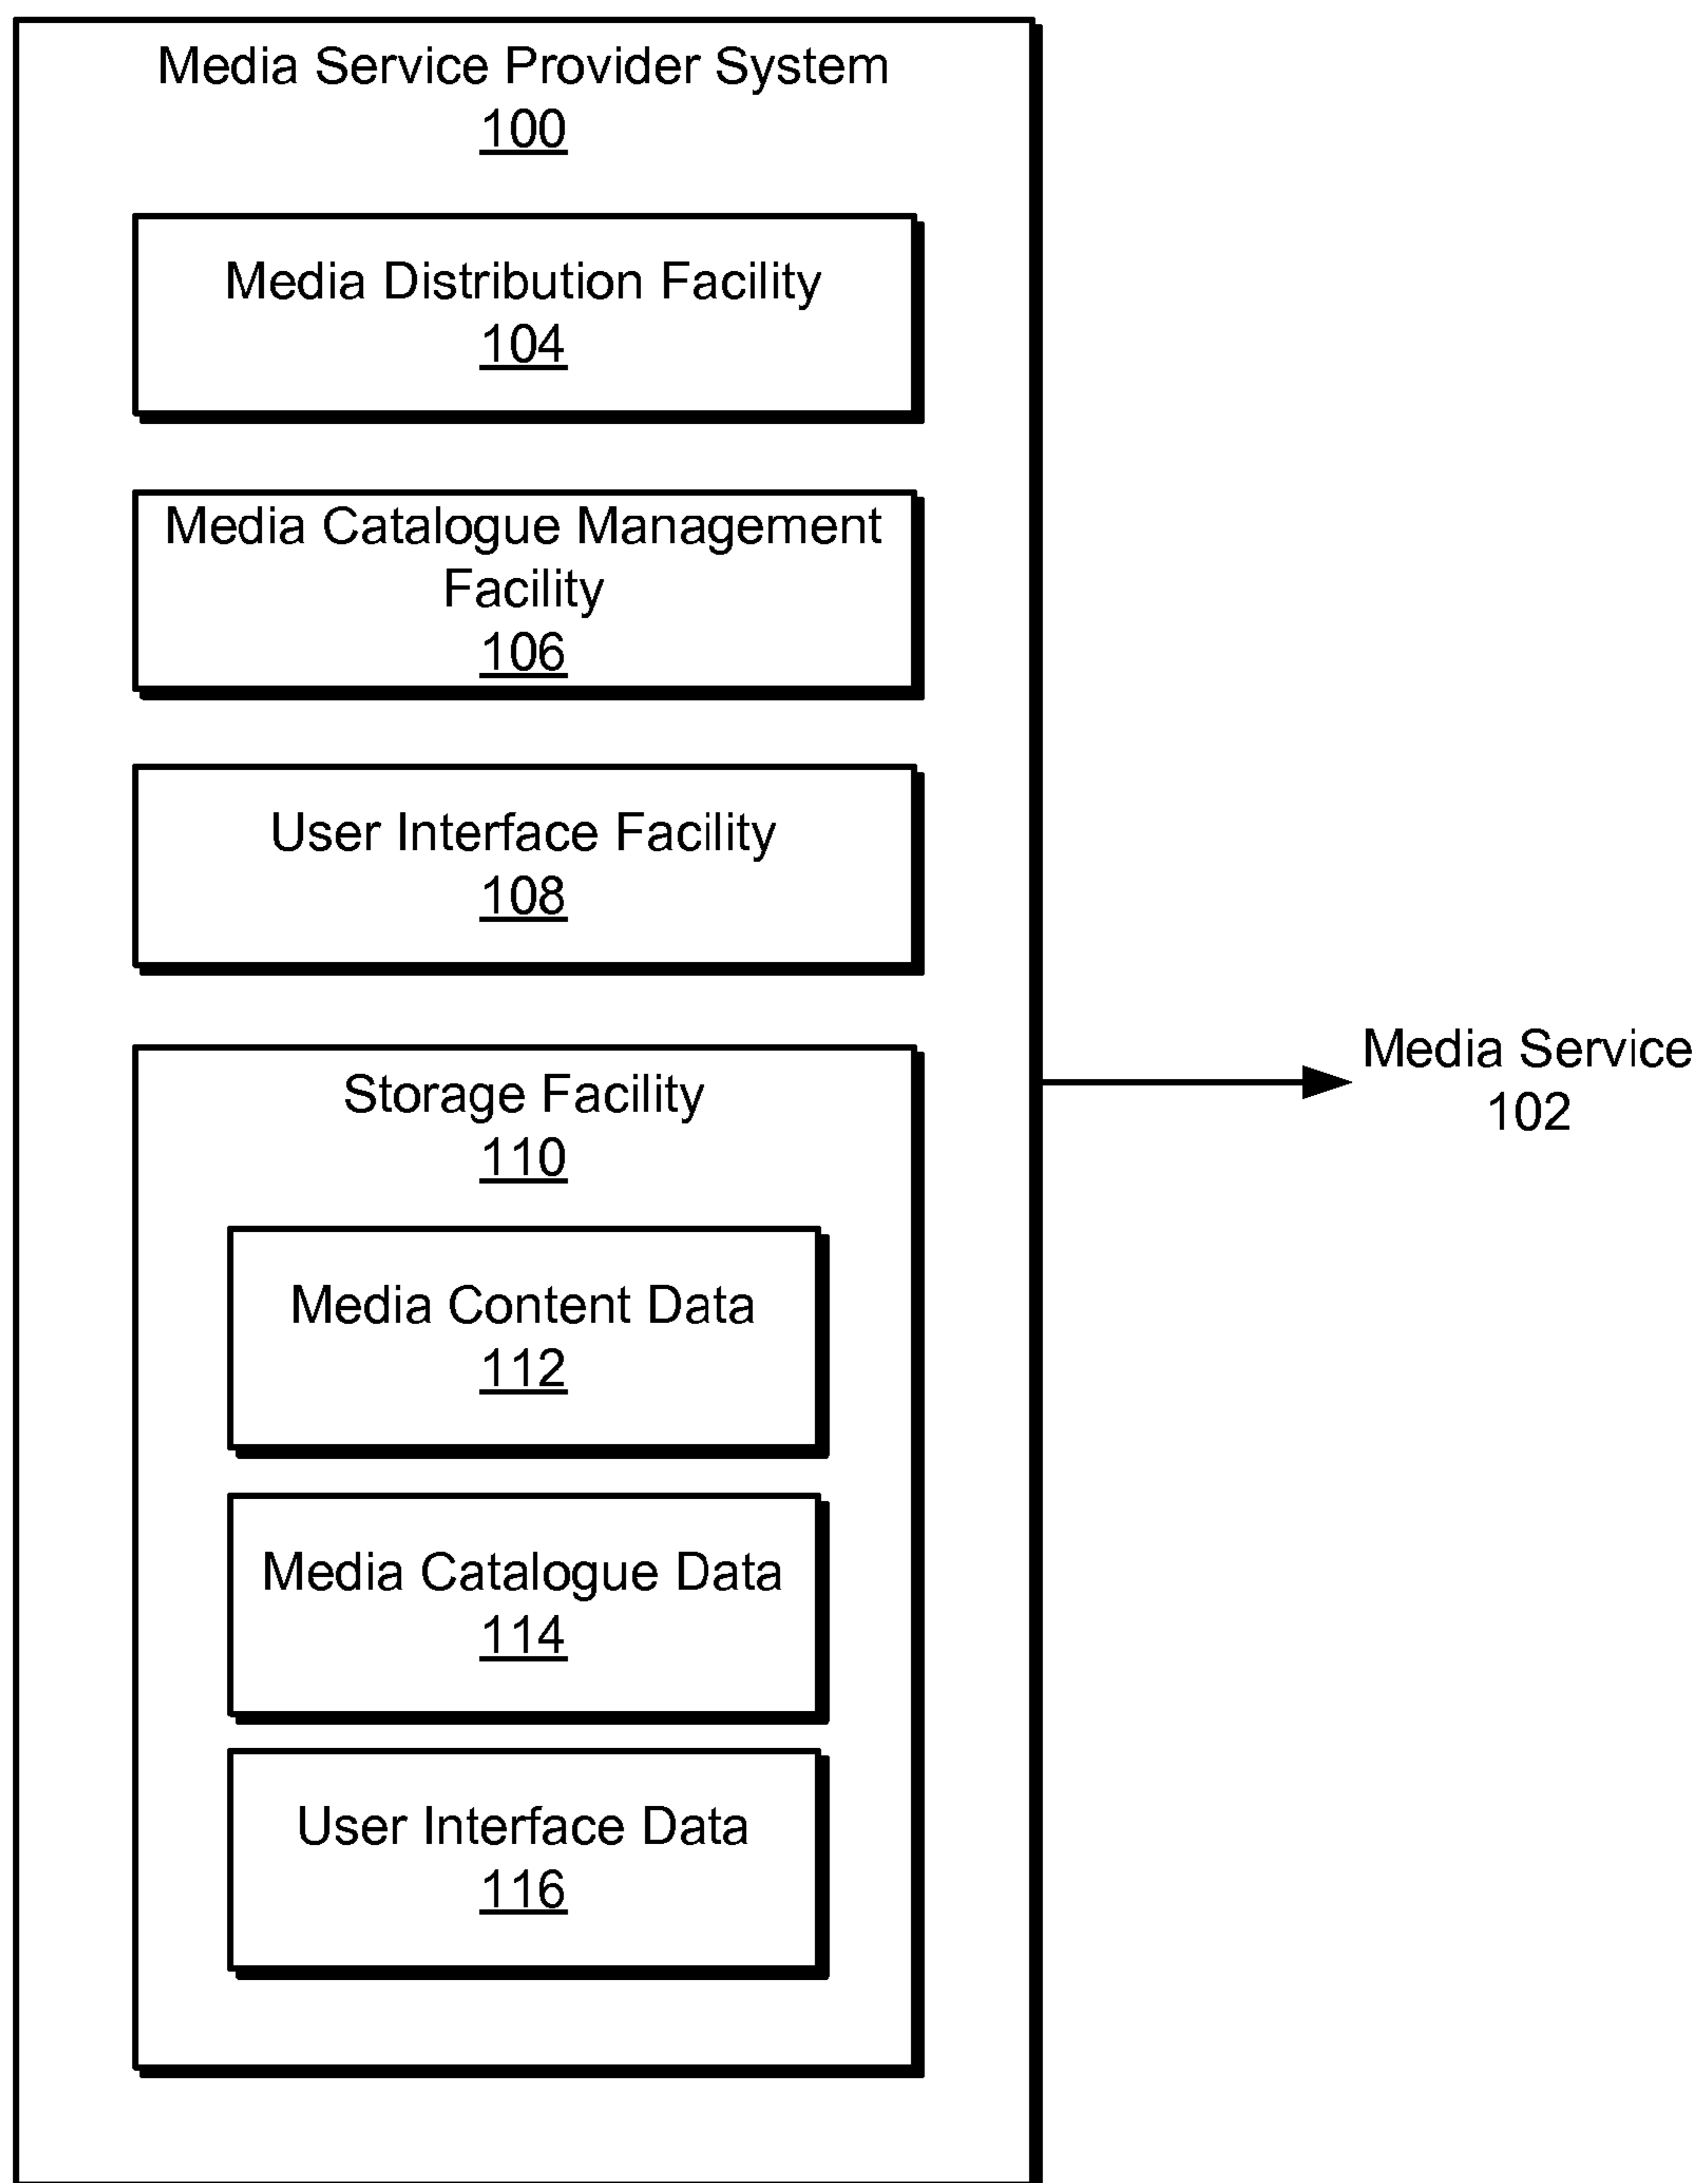 Media Service Provider System
100
Media Distribution Facility
104
Media Catalogue Management
Facility
106
User Interface Facility
108
Storage Facility
110
Media Content Data
112
Media Catalogue Data
114
User Interface Data
116
Media Service
102